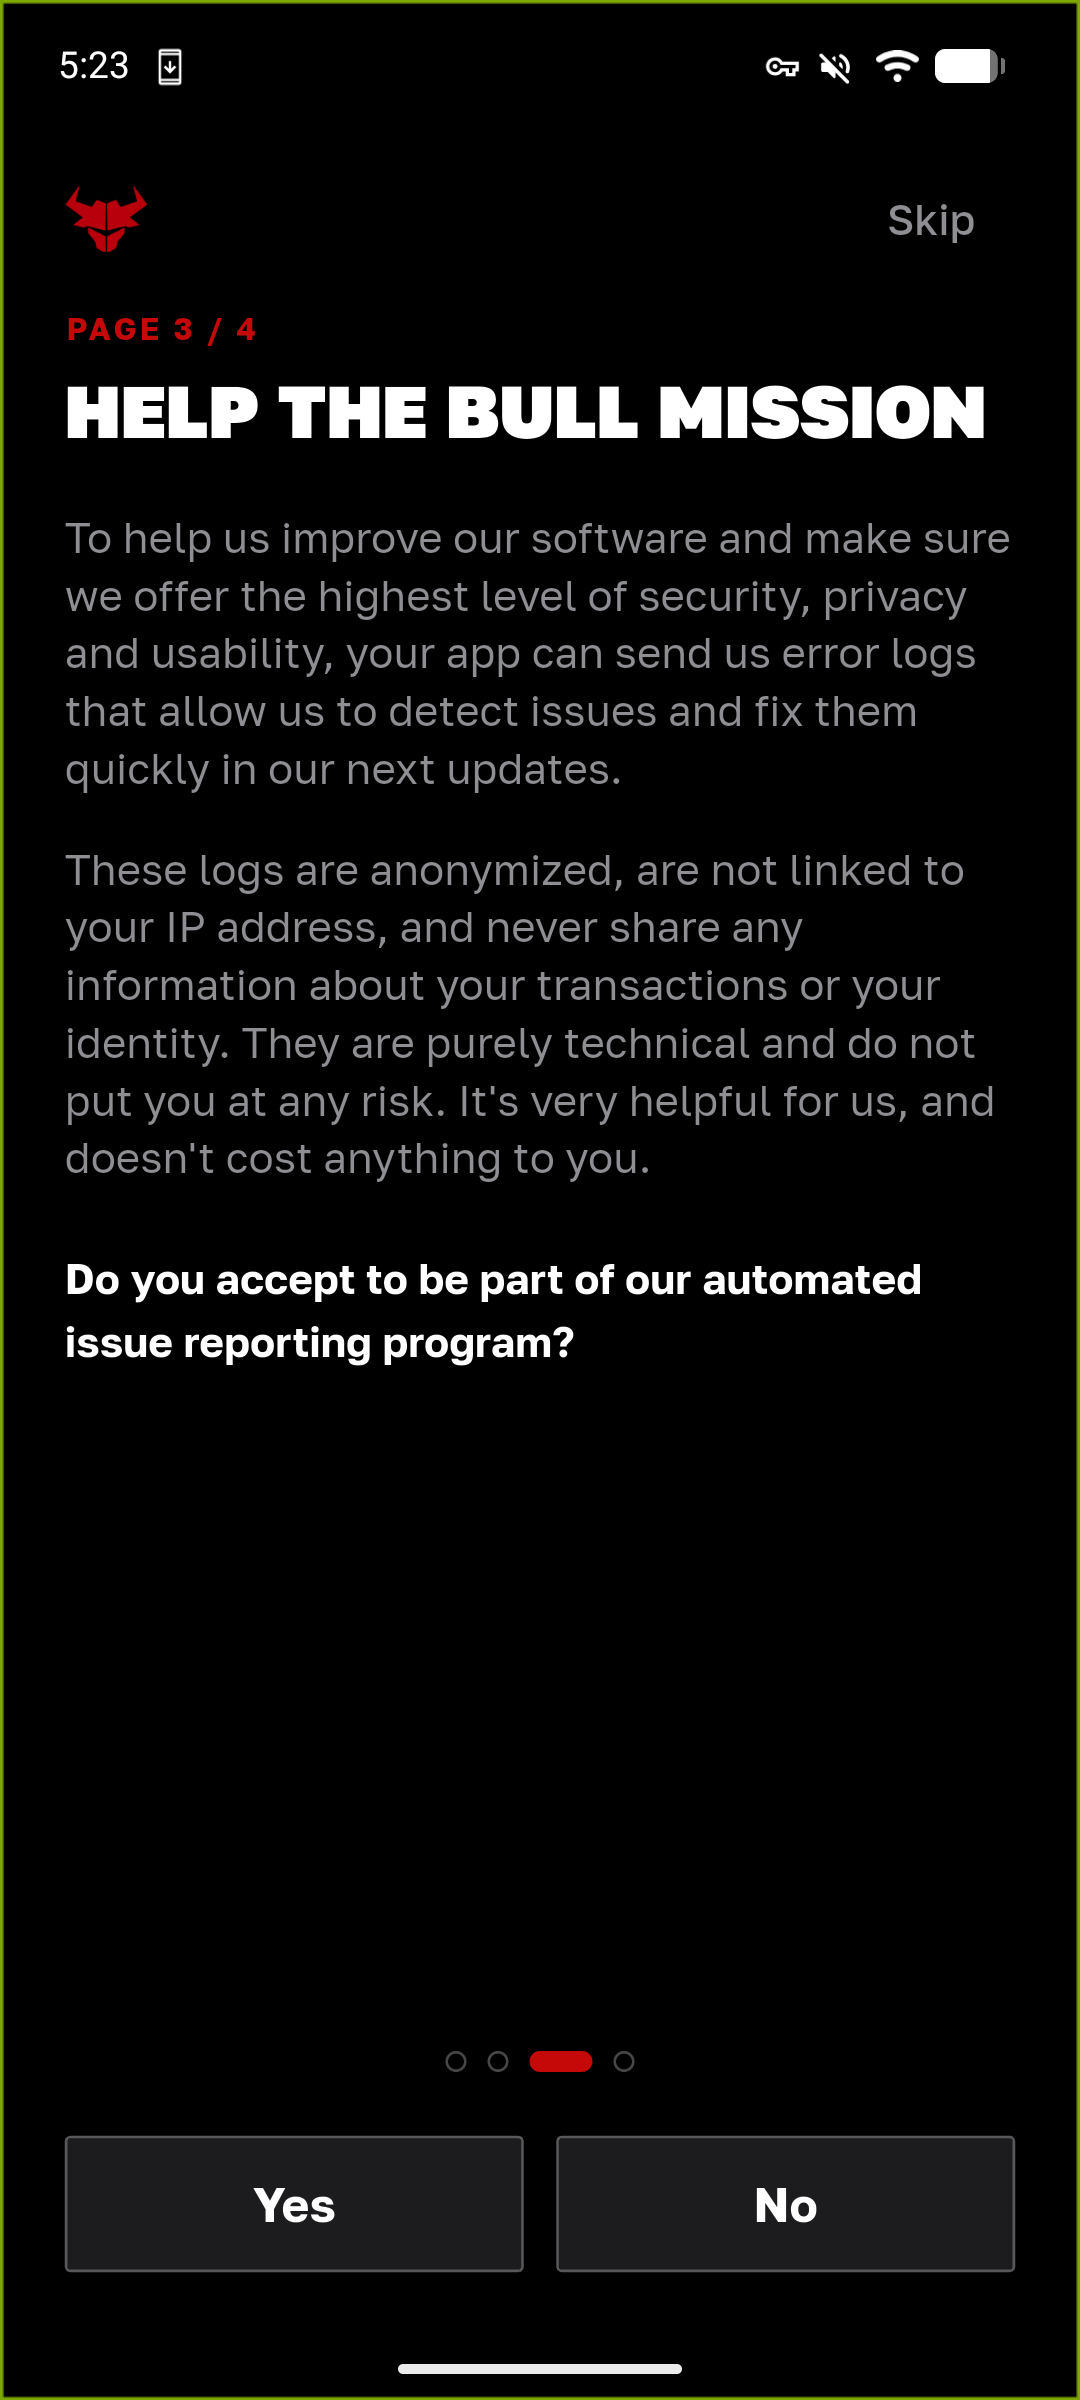 5:23
Skip
PAGE 3 / 4
HELP THE BULL MISSION
To help us improve our software and make sure
we offer the highest level of security, privacy
and usability, your app can send us error logs
that allow us to detect issues and fix them
quickly in our next updates.
These logs are anonymized, are not linked to
your IP address, and never share any
information about your transactions or your
identity. They are purely technical and do not
put you at any risk. It's very helpful for us, and
doesn't cost anything to you.
Do you accept to be part of our automated
issue reporting program?
Yes
No